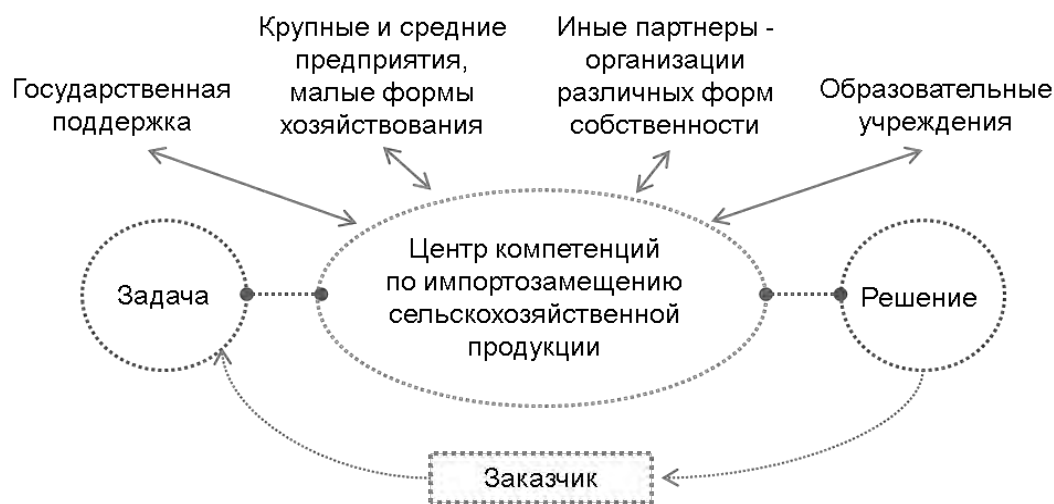 Государственная
поддержка
Крупные и средние
предприятия,
малые формы
хозяйствования
Иные партнеры -
организации
различных форм
собственности
Образовательные
учреждения
Задача
Центр компетенций
по импортозамещению
сельскохозяйственной
продукции
Решение
Заказчик